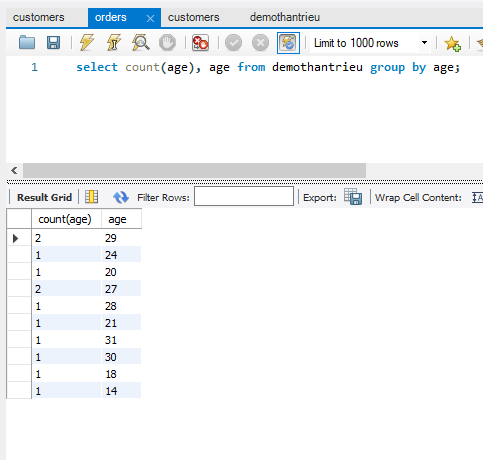 customers orders customers demothantrieu
Limit to 1000 rows
1 select count(age), age from demothantrieu group by age;
Result Grid Filter Rows: Export: Wrap Cell Content:
count(age) age
2 29
1 24
1 20
2 27
1 28
1 21
1 31
1 30
1 18
1 14